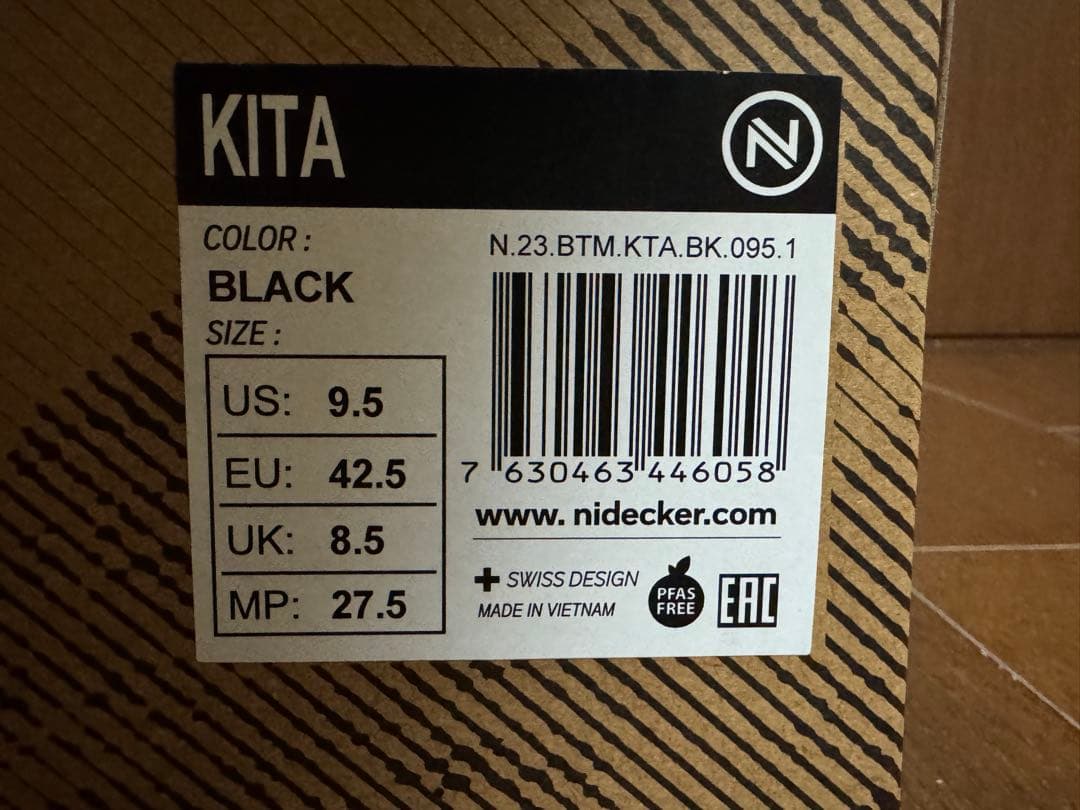 KITA
N
COLOR :
BLACK
SIZE :
US: 9.5
EU: 42.5
UK: 8.5
MP: 27.5
N.23.BTM.KTA.BK.095.1
7 630463 446058
www. nidecker.com
+ SWISS DESIGN
MADE IN VIETNAM
PFAS
FREE
EAC